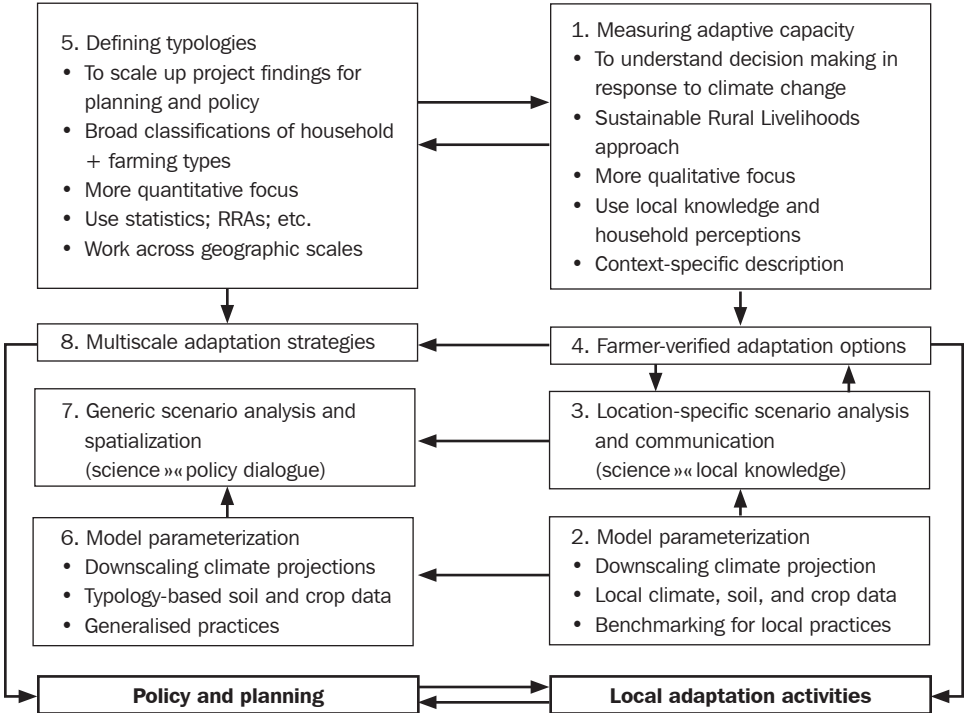 5. Defining typologies
• To scale up project findings for
planning and policy
• Broad classifications of household
+ farming types
• More quantitative focus
• Use statistics; RRAs; etc.
• Work across geographic scales
1. Measuring adaptive capacity
• To understand decision making in
response to climate change
• Sustainable Rural Livelihoods
approach
• More qualitative focus
• Use local knowledge and
household perceptions
• Context-specific description
8. Multiscale adaptation strategies
4. Farmer-verified adaptation options
7. Generic scenario analysis and
spatialization
(science »« policy dialogue)
3. Location-specific scenario analysis
and communication
(science »« local knowledge)
6. Model parameterization
• Downscaling climate projections
• Typology-based soil and crop data
• Generalised practices
2. Model parameterization
• Downscaling climate projection
• Local climate, soil, and crop data
• Benchmarking for local practices
Policy and planning
Local adaptation activities